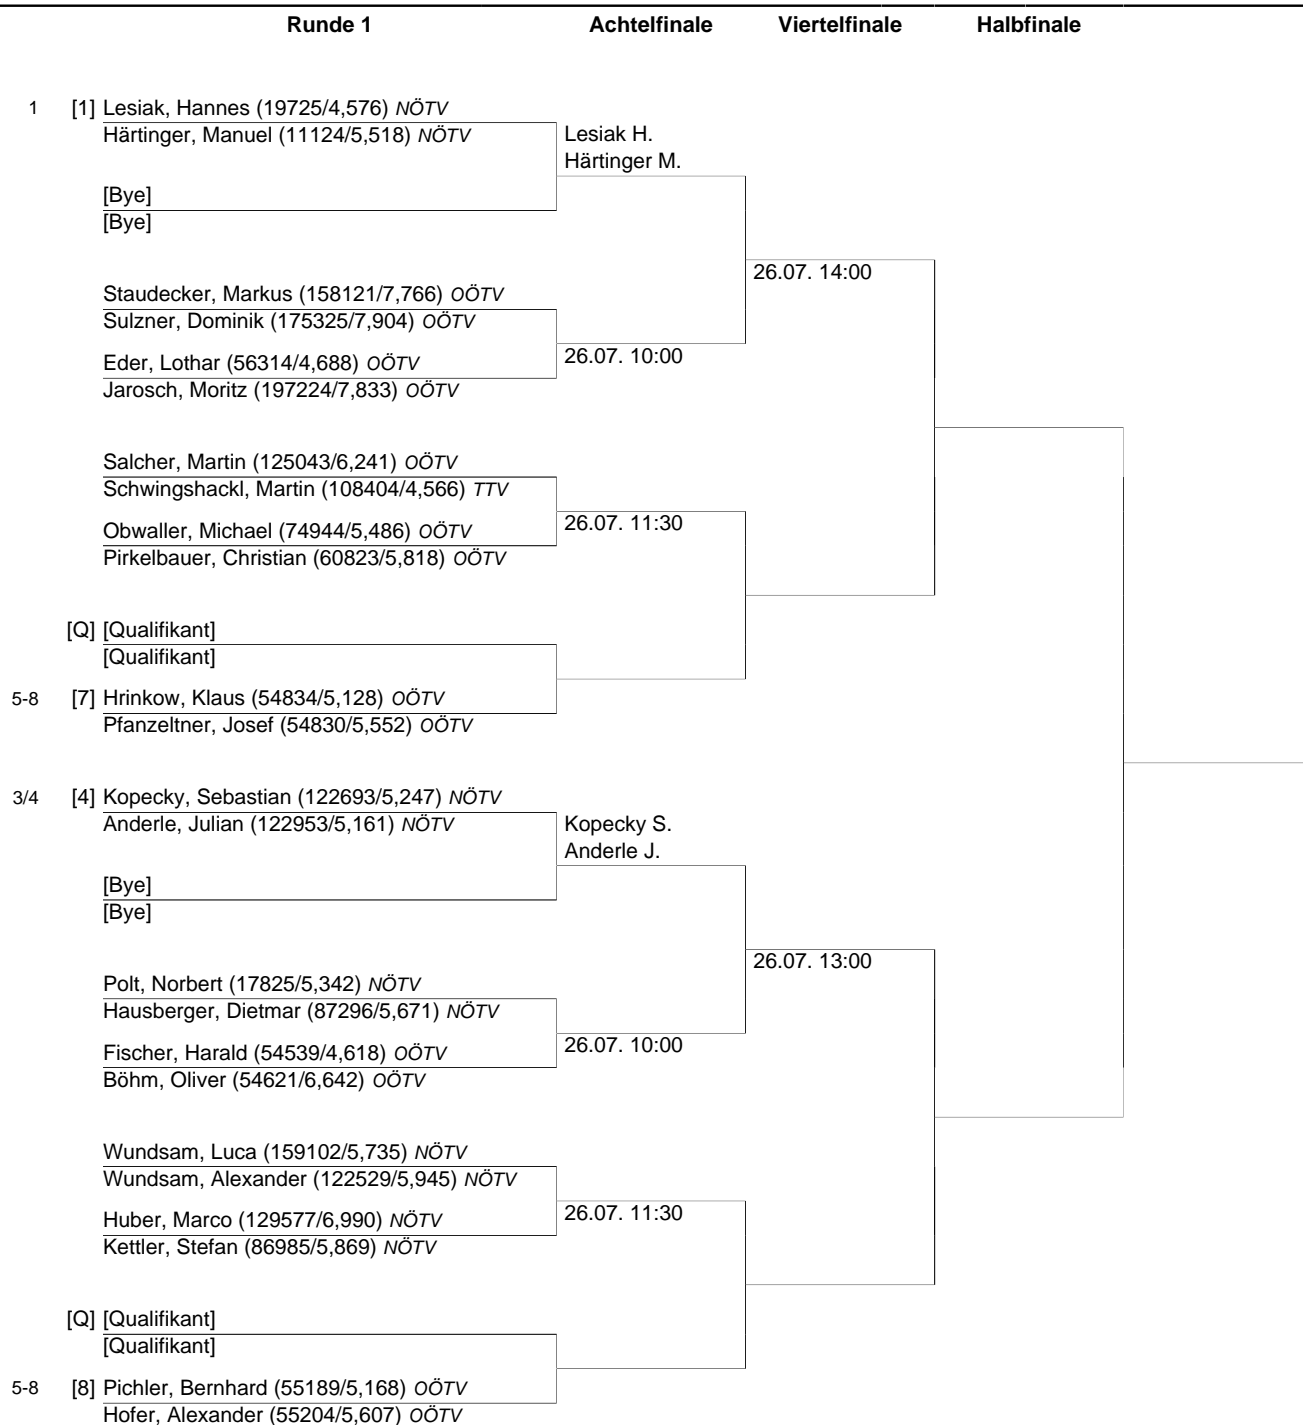 Runde 1 Achtelfinale Viertelfinale Halbfinale
1 [1] Lesiak, Hannes (19725/4,576) NÖTV
Härtinger, Manuel (11124/5,518) NÖTV
Lesiak H.
Härtinger M.
[Bye]
[Bye]
26.07. 14:00
Staudecker, Markus (158121/7,766) OÖTV
Sulzner, Dominik (175325/7,904) OÖTV
26.07. 10:00
Eder, Lothar (56314/4,688) OÖTV
Jarosch, Moritz (197224/7,833) OÖTV
Salcher, Martin (125043/6,241) OÖTV
Schwingshackl, Martin (108404/4,566) TTV
26.07. 11:30
Obwaller, Michael (74944/5,486) OÖTV
Pirkelbauer, Christian (60823/5,818) OÖTV
[Q] [Qualifikant]
[Qualifikant]
5-8 [7] Hrinkow, Klaus (54834/5,128) OÖTV
Pfanzeltner, Josef (54830/5,552) OÖTV
3/4 [4] Kopecky, Sebastian (122693/5,247) NÖTV
Anderle, Julian (122953/5,161) NÖTV
Kopecky S.
Anderle J.
[Bye]
[Bye]
26.07. 13:00
Polt, Norbert (17825/5,342) NÖTV
Hausberger, Dietmar (87296/5,671) NÖTV
26.07. 10:00
Fischer, Harald (54539/4,618) OÖTV
Böhm, Oliver (54621/6,642) OÖTV
Wundsam, Luca (159102/5,735) NÖTV
Wundsam, Alexander (122529/5,945) NÖTV
26.07. 11:30
Huber, Marco (129577/6,990) NÖTV
Kettler, Stefan (86985/5,869) NÖTV
[Q] [Qualifikant]
[Qualifikant]
5-8 [8] Pichler, Bernhard (55189/5,168) OÖTV
Hofer, Alexander (55204/5,607) OÖTV